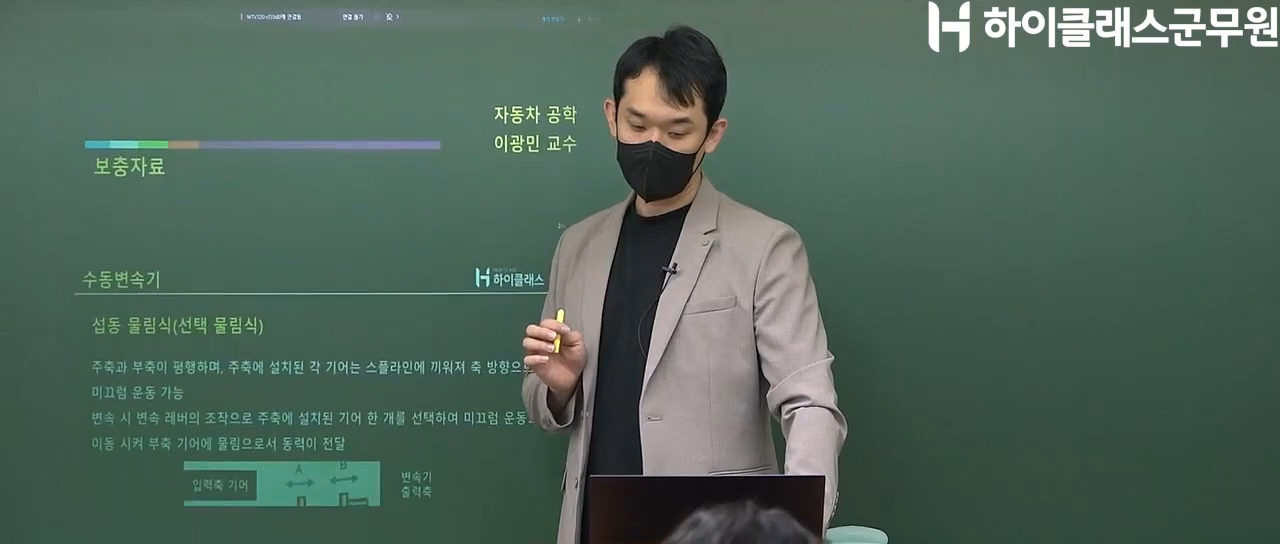 하이클래스군무원
연결 끊기
자동차 공학
이광민 교수
보충자료
수동변속기
하이클래스
섭동 물림식(선택 물림식)
주축과 부축이 평행하며, 주축에 설치된 각 기어는 스플라인에 끼워져 축 방향으로
미끄럼 운동 가능
변속 시 변속 레버의 조작으로 주축에 설치된 기어 한 개를 선택하여 미끄럼 운동으
이동 시켜 부축 기어에 물림으로서 동력이 전달
A B
입력축 기어
변속기
출력축